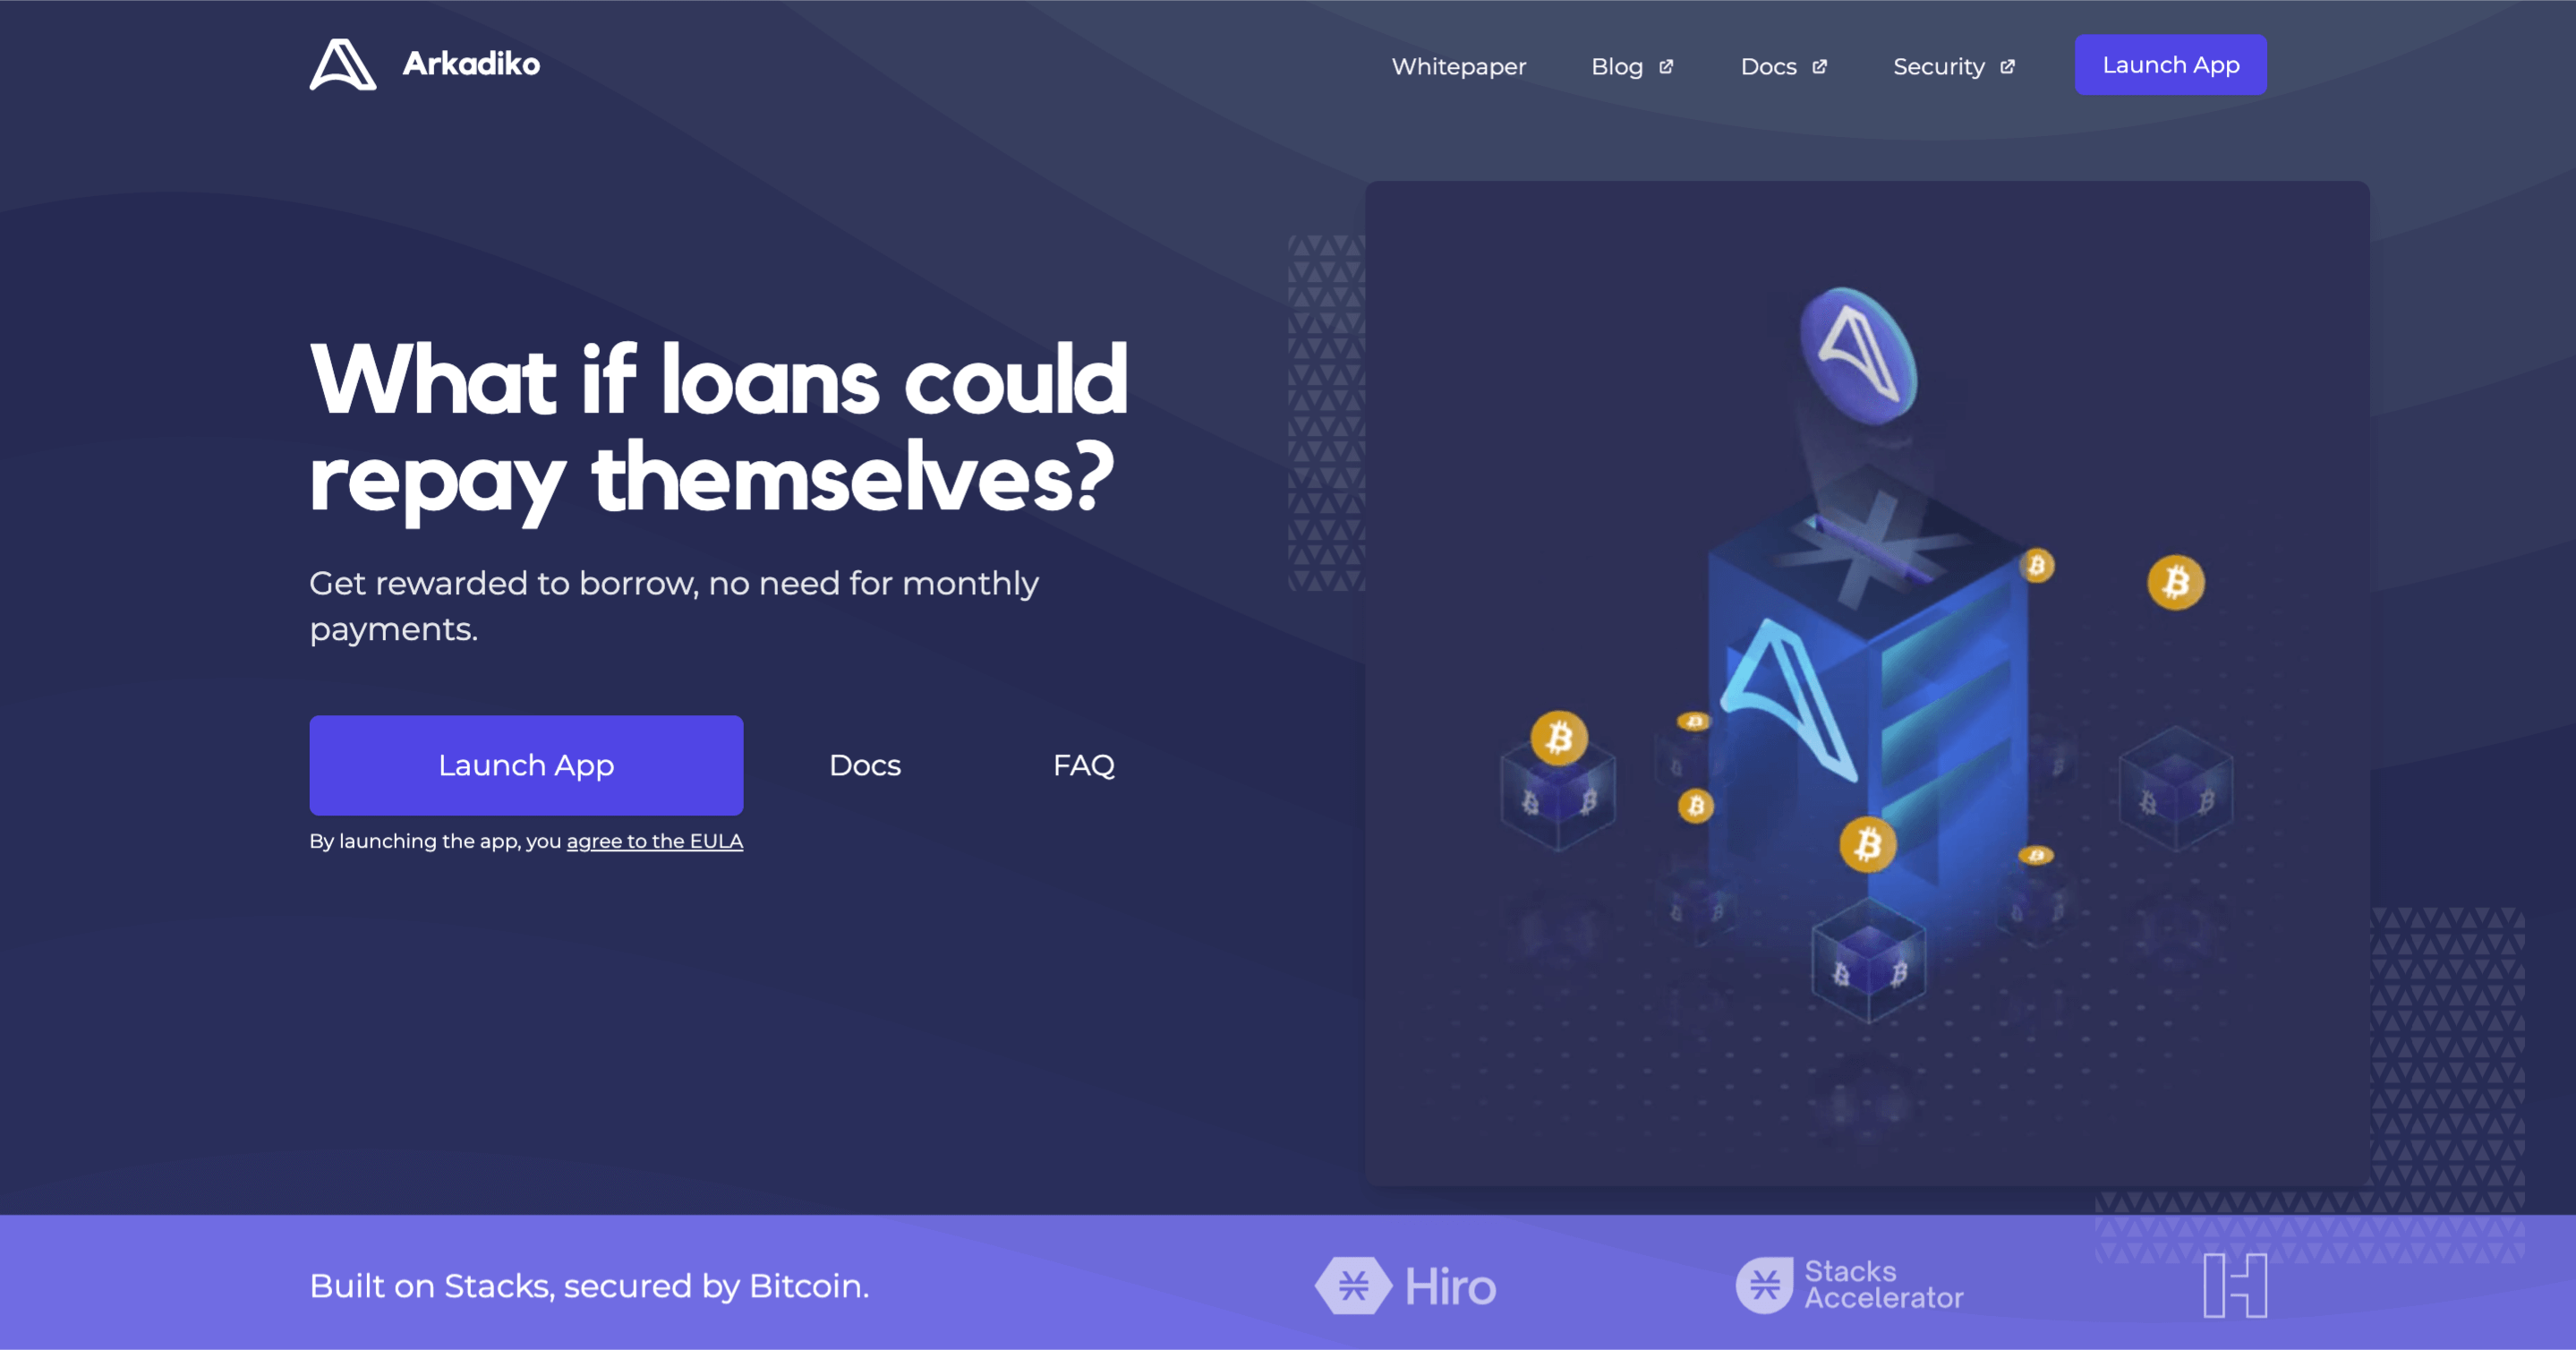 Arkadiko
Whitepaper
Blog
Docs
Security
Launch App
What if loans could
repay themselves?
Get rewarded to borrow, no need for monthly
payments.
Launch App
Docs
FAQ
By launching the app, you agree to the EULA
Built on Stacks, secured by Bitcoin.
Hiro
Stacks
Accelerator
H